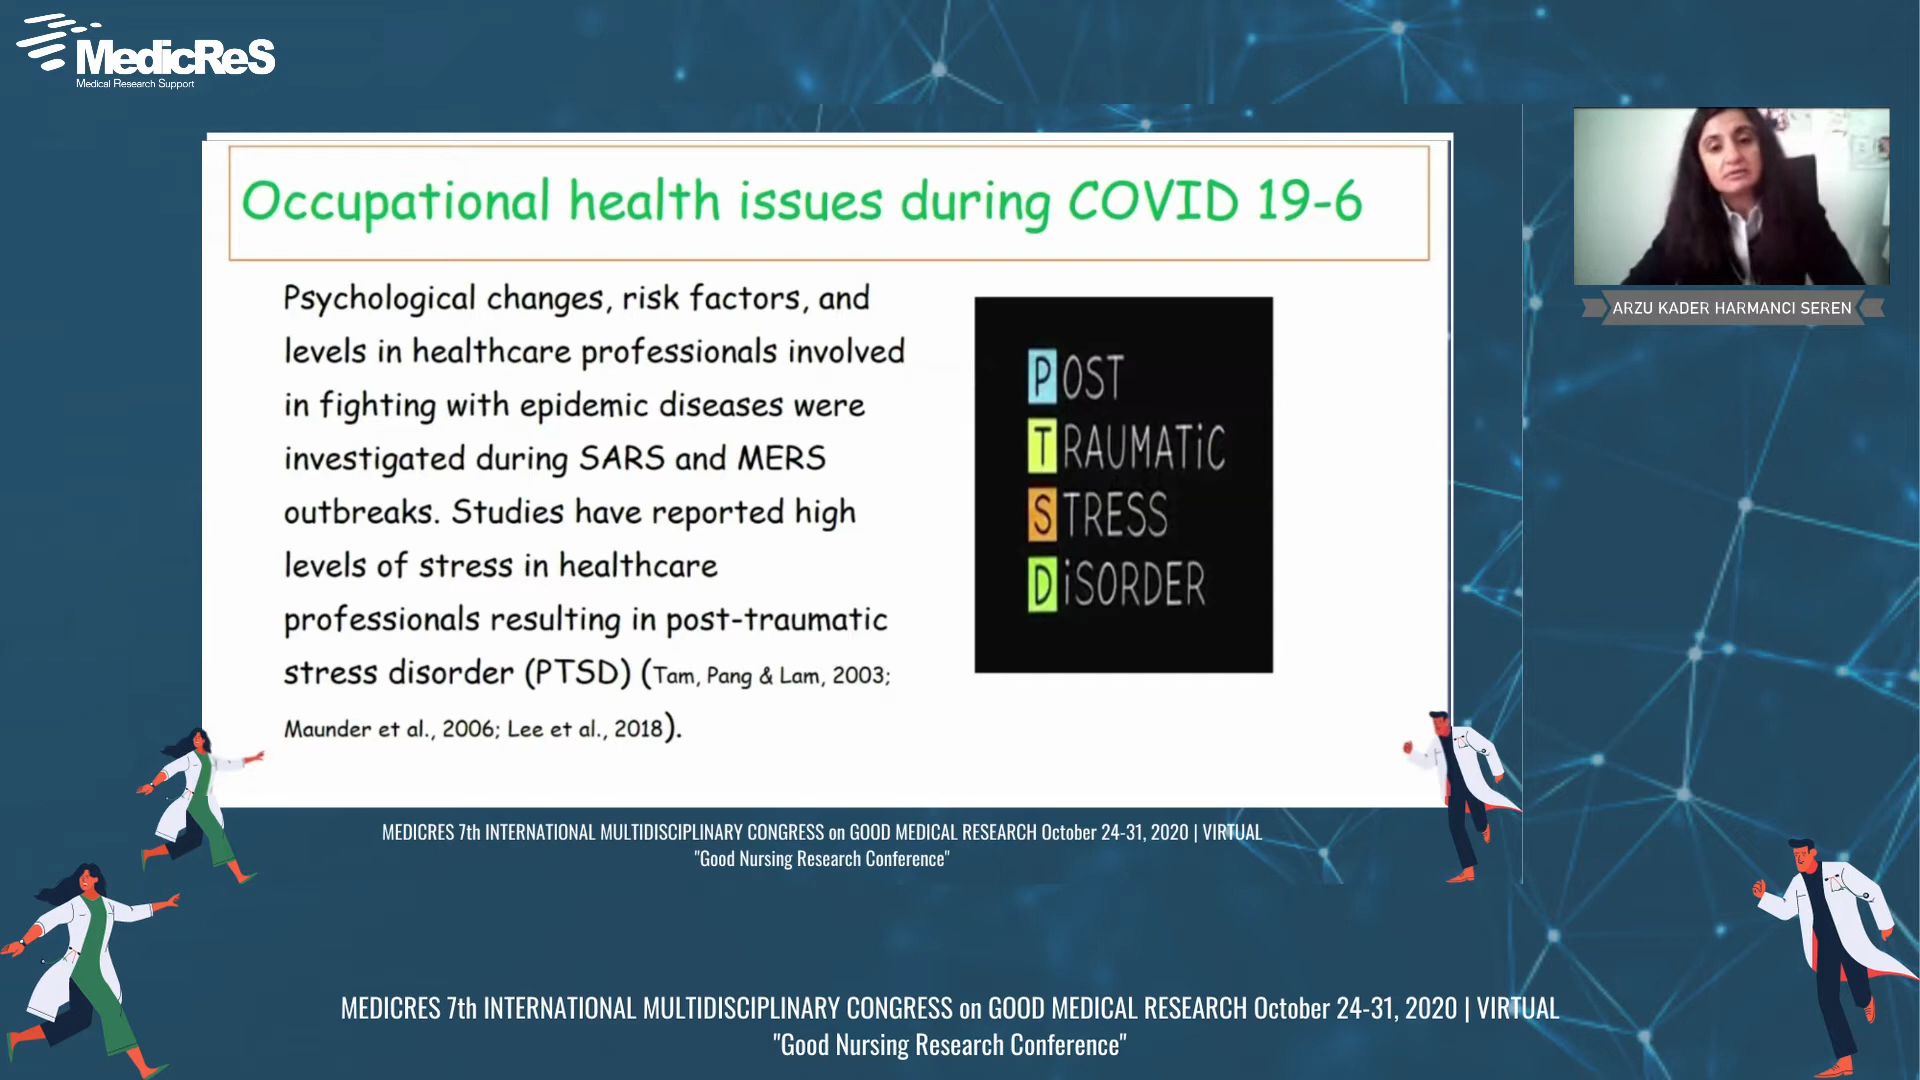 MedicReS
Medical Research Support
Occupational health issues during COVID 19-6
Psychological changes, risk factors, and
levels in healthcare professionals involved
in fighting with epidemic diseases were
investigated during SARS and MERS
outbreaks. Studies have reported high
levels of stress in healthcare
professionals resulting in post-traumatic
stress disorder (PTSD) (Tam, Pang & Lam, 2003;
Maunder et al., 2006; Lee et al., 2018).
POST
TRAUMATiC
STRESS
DiSORDER
ARZU KADER HARMANCI SEREN
MEDICRES 7th INTERNATIONAL MULTIDISCIPLINARY CONGRESS on GOOD MEDICAL RESEARCH October 24-31, 2020 | VIRTUAL
"Good Nursing Research Conference"
MEDICRES 7th INTERNATIONAL MULTIDISCIPLINARY CONGRESS on GOOD MEDICAL RESEARCH October 24-31, 2020 | VIRTUAL
"Good Nursing Research Conference"